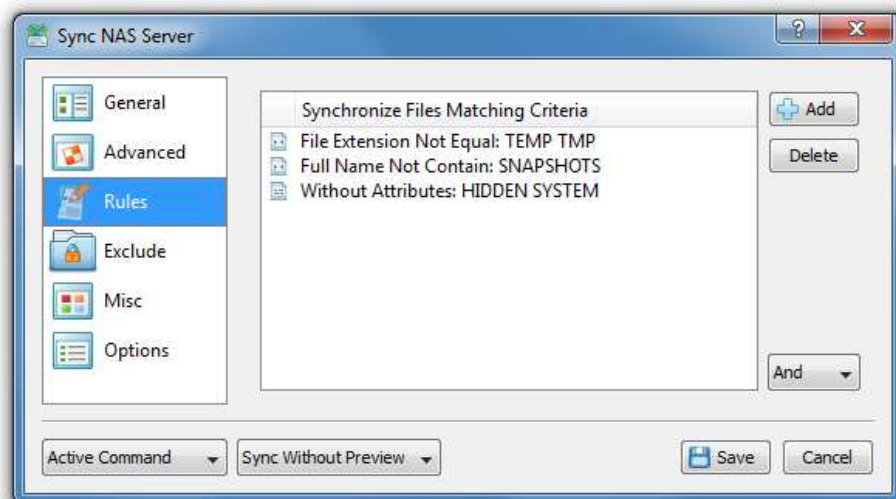 Sync NAS Server
General
Advanced
Rules
Exclude
Misc
Options
Synchronize Files Matching Criteria
File Extension Not Equal: TEMP TMP
Full Name Not Contain: SNAPSHOTS
Without Attributes: HIDDEN SYSTEM
Add
Delete
And
Active Command
Sync Without Preview
Save
Cancel